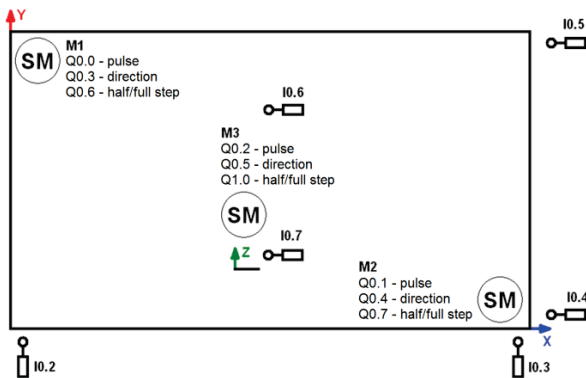 Y
I0.5
SM
M1
Q0.0 - pulse
Q0.3 - direction
Q0.6 - half/full step
I0.6
M3
Q0.2 - pulse
Q0.5 - direction
Q1.0 - half/full step
SM
I0.7
Z
M2
Q0.1 - pulse
Q0.4 - direction
Q0.7 - half/full step
SM
I0.4
X
I0.2
I0.3